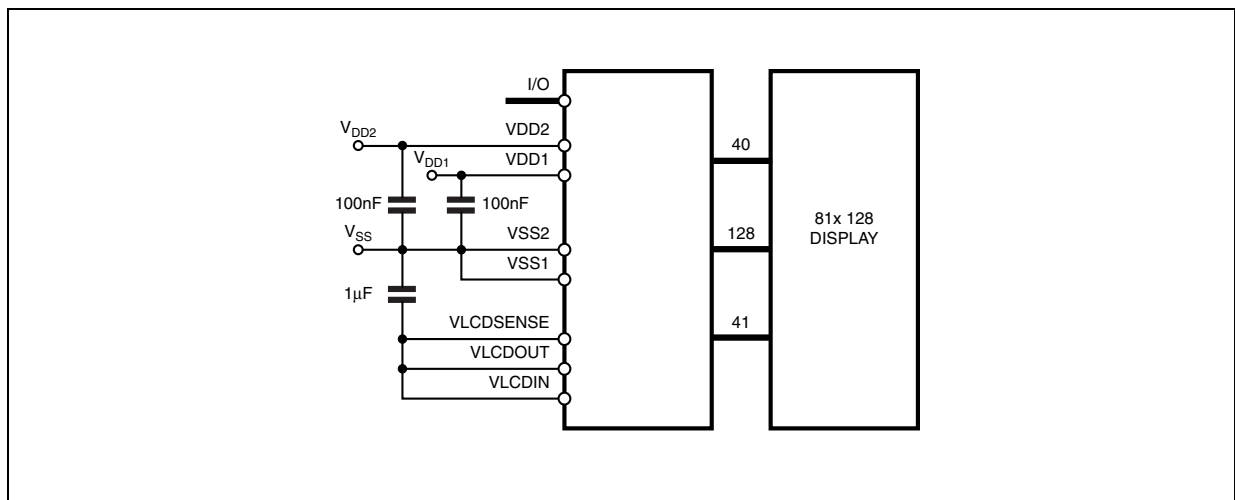 I/O
VDD2
VDD2
VDD1
VDD1
100nF
100nF
VSS
VSS2
VSS1
1μF
VLCDSENSE
VLCDOUT
VLCDIN
40
128
41
81x 128
DISPLAY